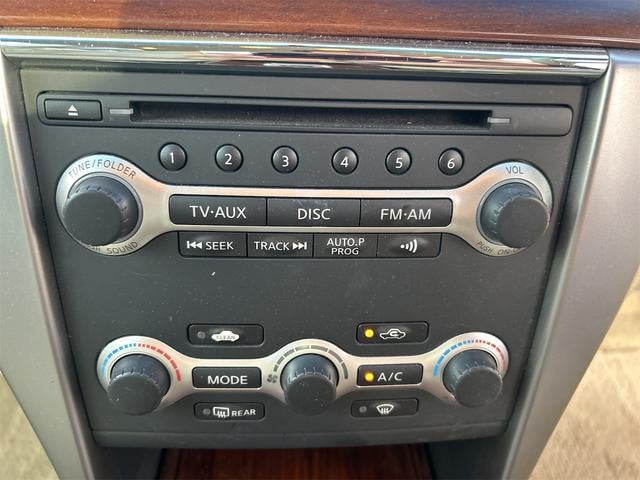 TUNE/FOLDER
1 2 3 4 5 6
VOL
TV·AUX DISC FM·AM
SOUND
SEEK TRACK AUTO.P PROG
PUSH ON·
CLEAN
MODE A/C
REAR